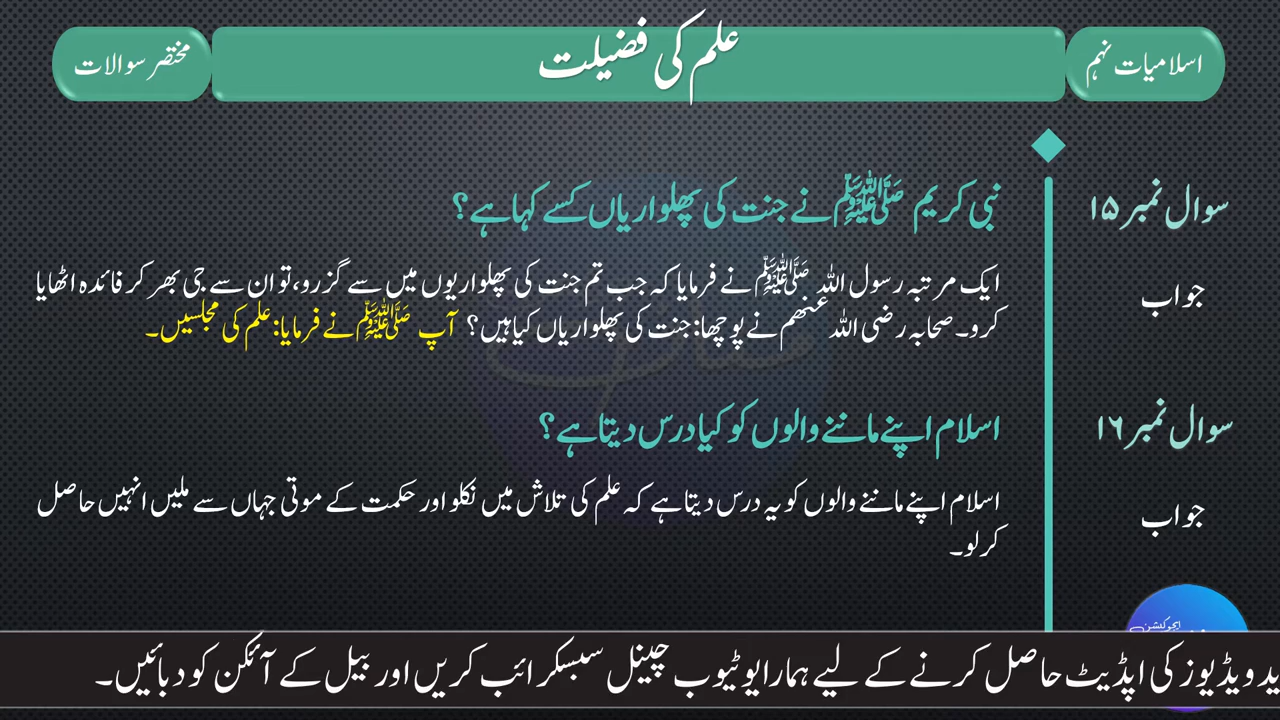 اسلامیات نہم
علم کی فضیلت
مختصر سوالات
سوال نمبر ۱۵
نبی کریم ﷺ نے جنت کی پھلواریاں کسے کہا ہے؟
جواب
ایک مرتبہ رسول اللہ ﷺ نے فرمایا کہ جب تم جنت کی پھلواریوں میں سے گزرو، تو ان سے جی بھر کر فائدہ اٹھایا
کرو۔ صحابہ رضی اللہ عنھم نے پوچھا: جنت کی پھلواریاں کیا ہیں؟ آپ ﷺ نے فرمایا: علم کی مجلسیں۔
سوال نمبر ۱۶
اسلام اپنے ماننے والوں کو کیا درس دیتا ہے؟
جواب
اسلام اپنے ماننے والوں کو یہ درس دیتا ہے کہ علم کی تلاش میں نکلو اور حکمت کے موتی جہاں سے ملیں انہیں حاصل
کر لو۔
ایجوکیشن
ویڈیوز کی اپڈیٹ حاصل کرنے کے لیے ہمارا یوٹیوب چینل سبسکرائب کریں اور بیل کے آئکن کو دبائیں۔